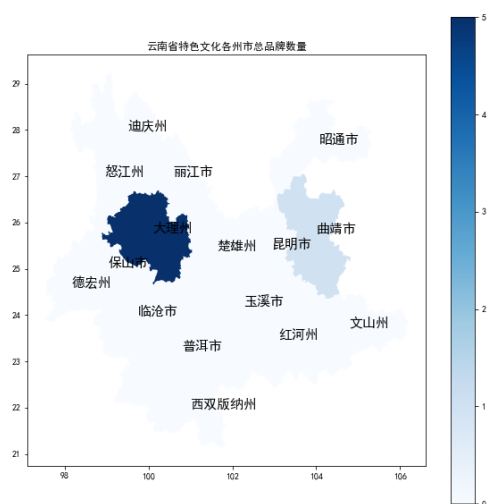 云南省特色文化各州市总品牌数量
5
29
28
27
26
25
24
23
22
21
迪庆州
昭通市
怒江州
丽江市
大理州
曲靖市
楚雄州
昆明市
保山市
德宏州
玉溪市
临沧市
文山州
红河州
普洱市
西双版纳州
4
3
2
1
0
98
100
102
104
106